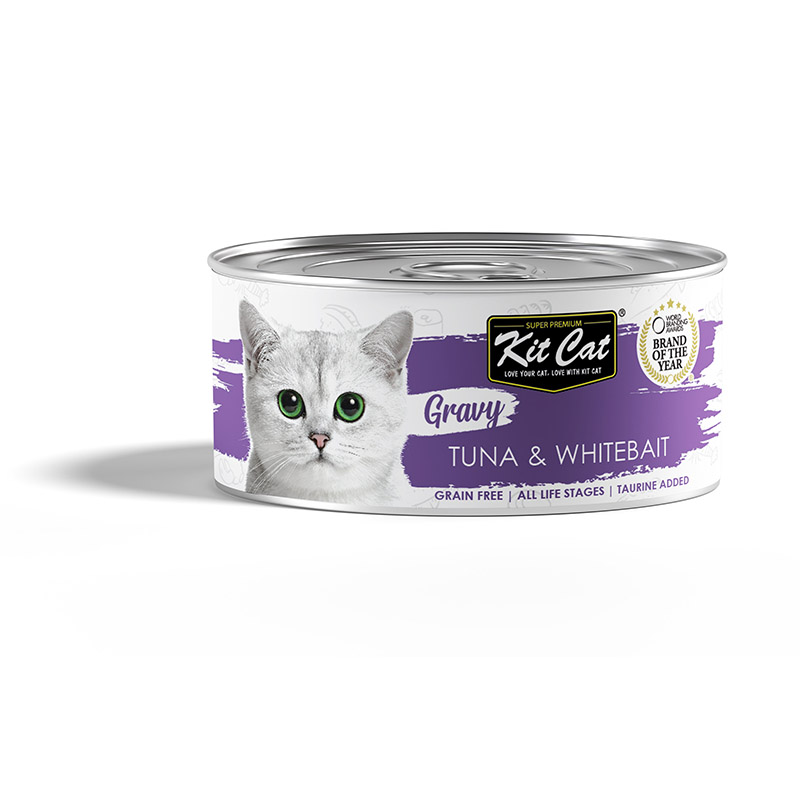 SUPER PREMIUM
Kit Cat®
LOVE YOUR CAT, LOVE WITH KIT CAT
WORLD
BRANDING
AWARDS
BRAND
OF THE
YEAR
Gravy
TUNA & WHITEBAIT
GRAIN FREE | ALL LIFE STAGES | TAURINE ADDED